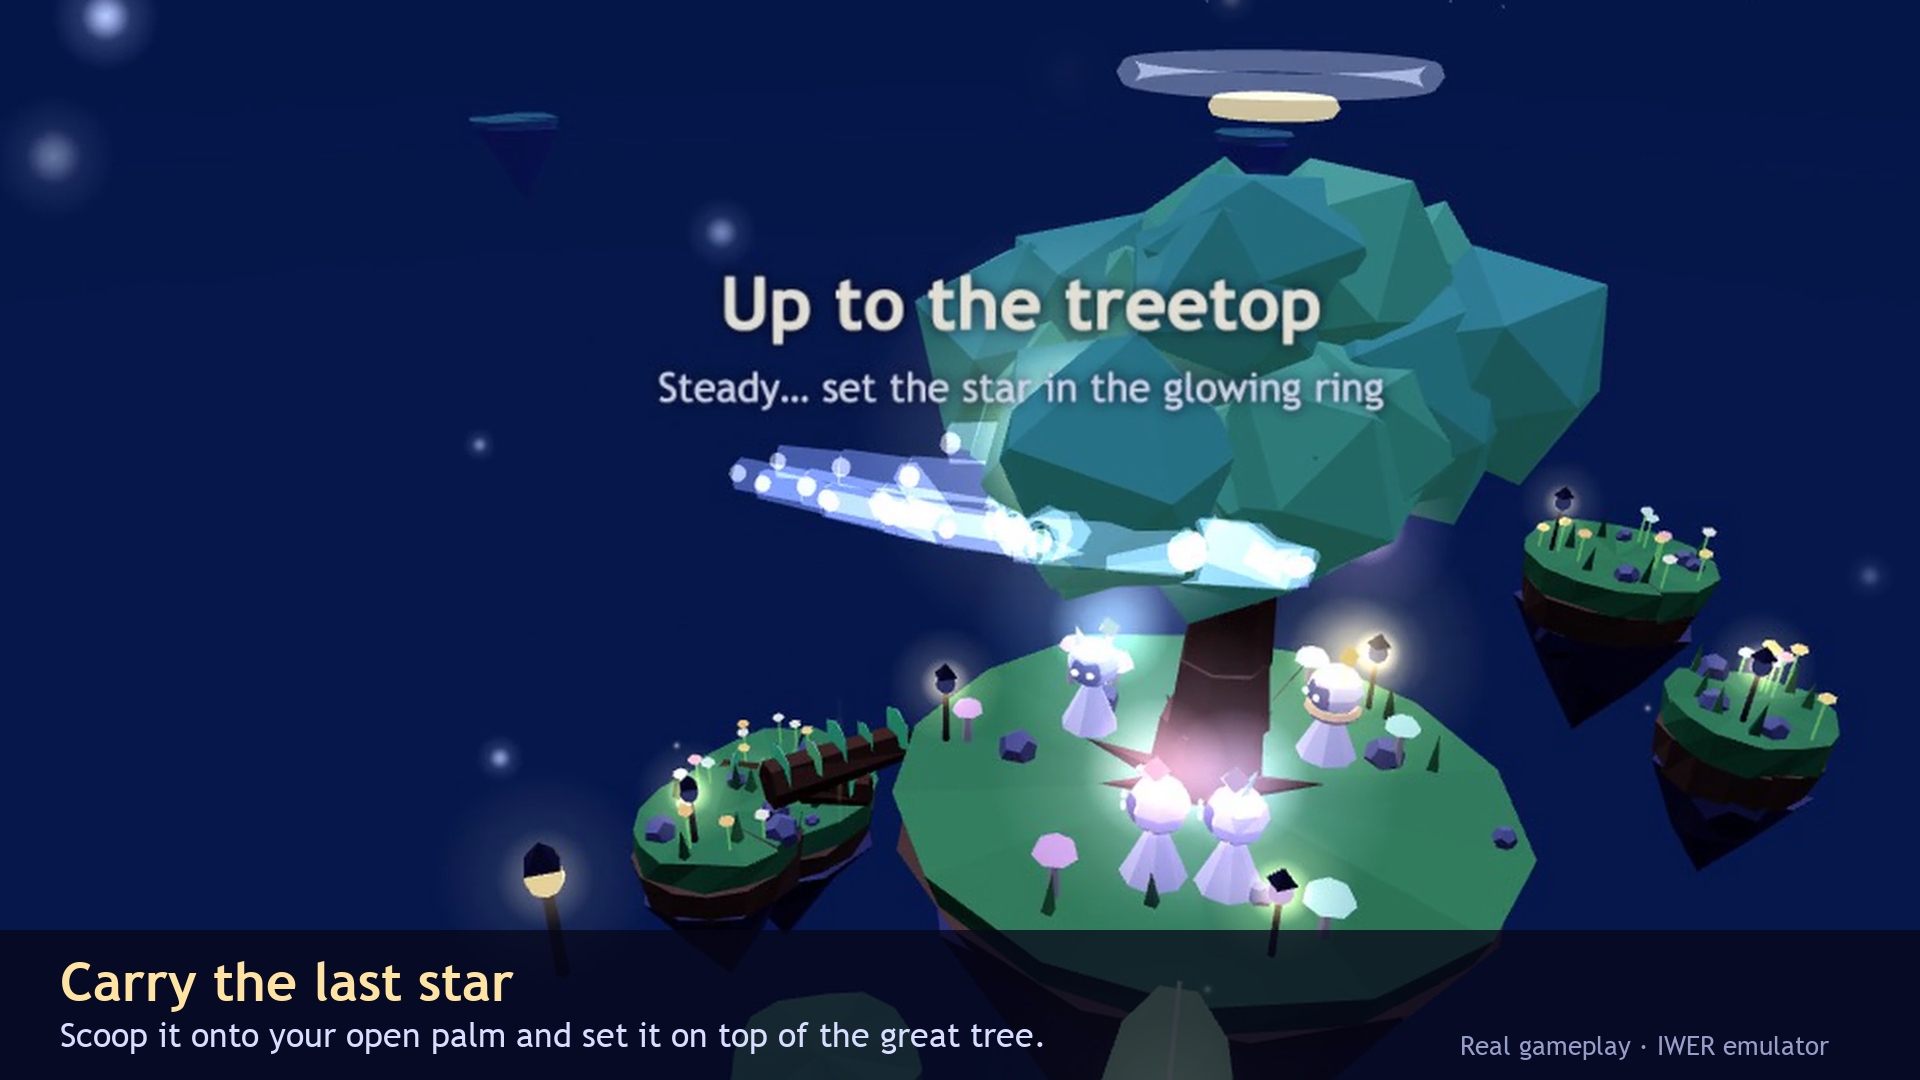 Up to the treetop
Steady... set the star in the glowing ring
Carry the last star
Scoop it onto your open palm and set it on top of the great tree.
Real gameplay · IWER emulator